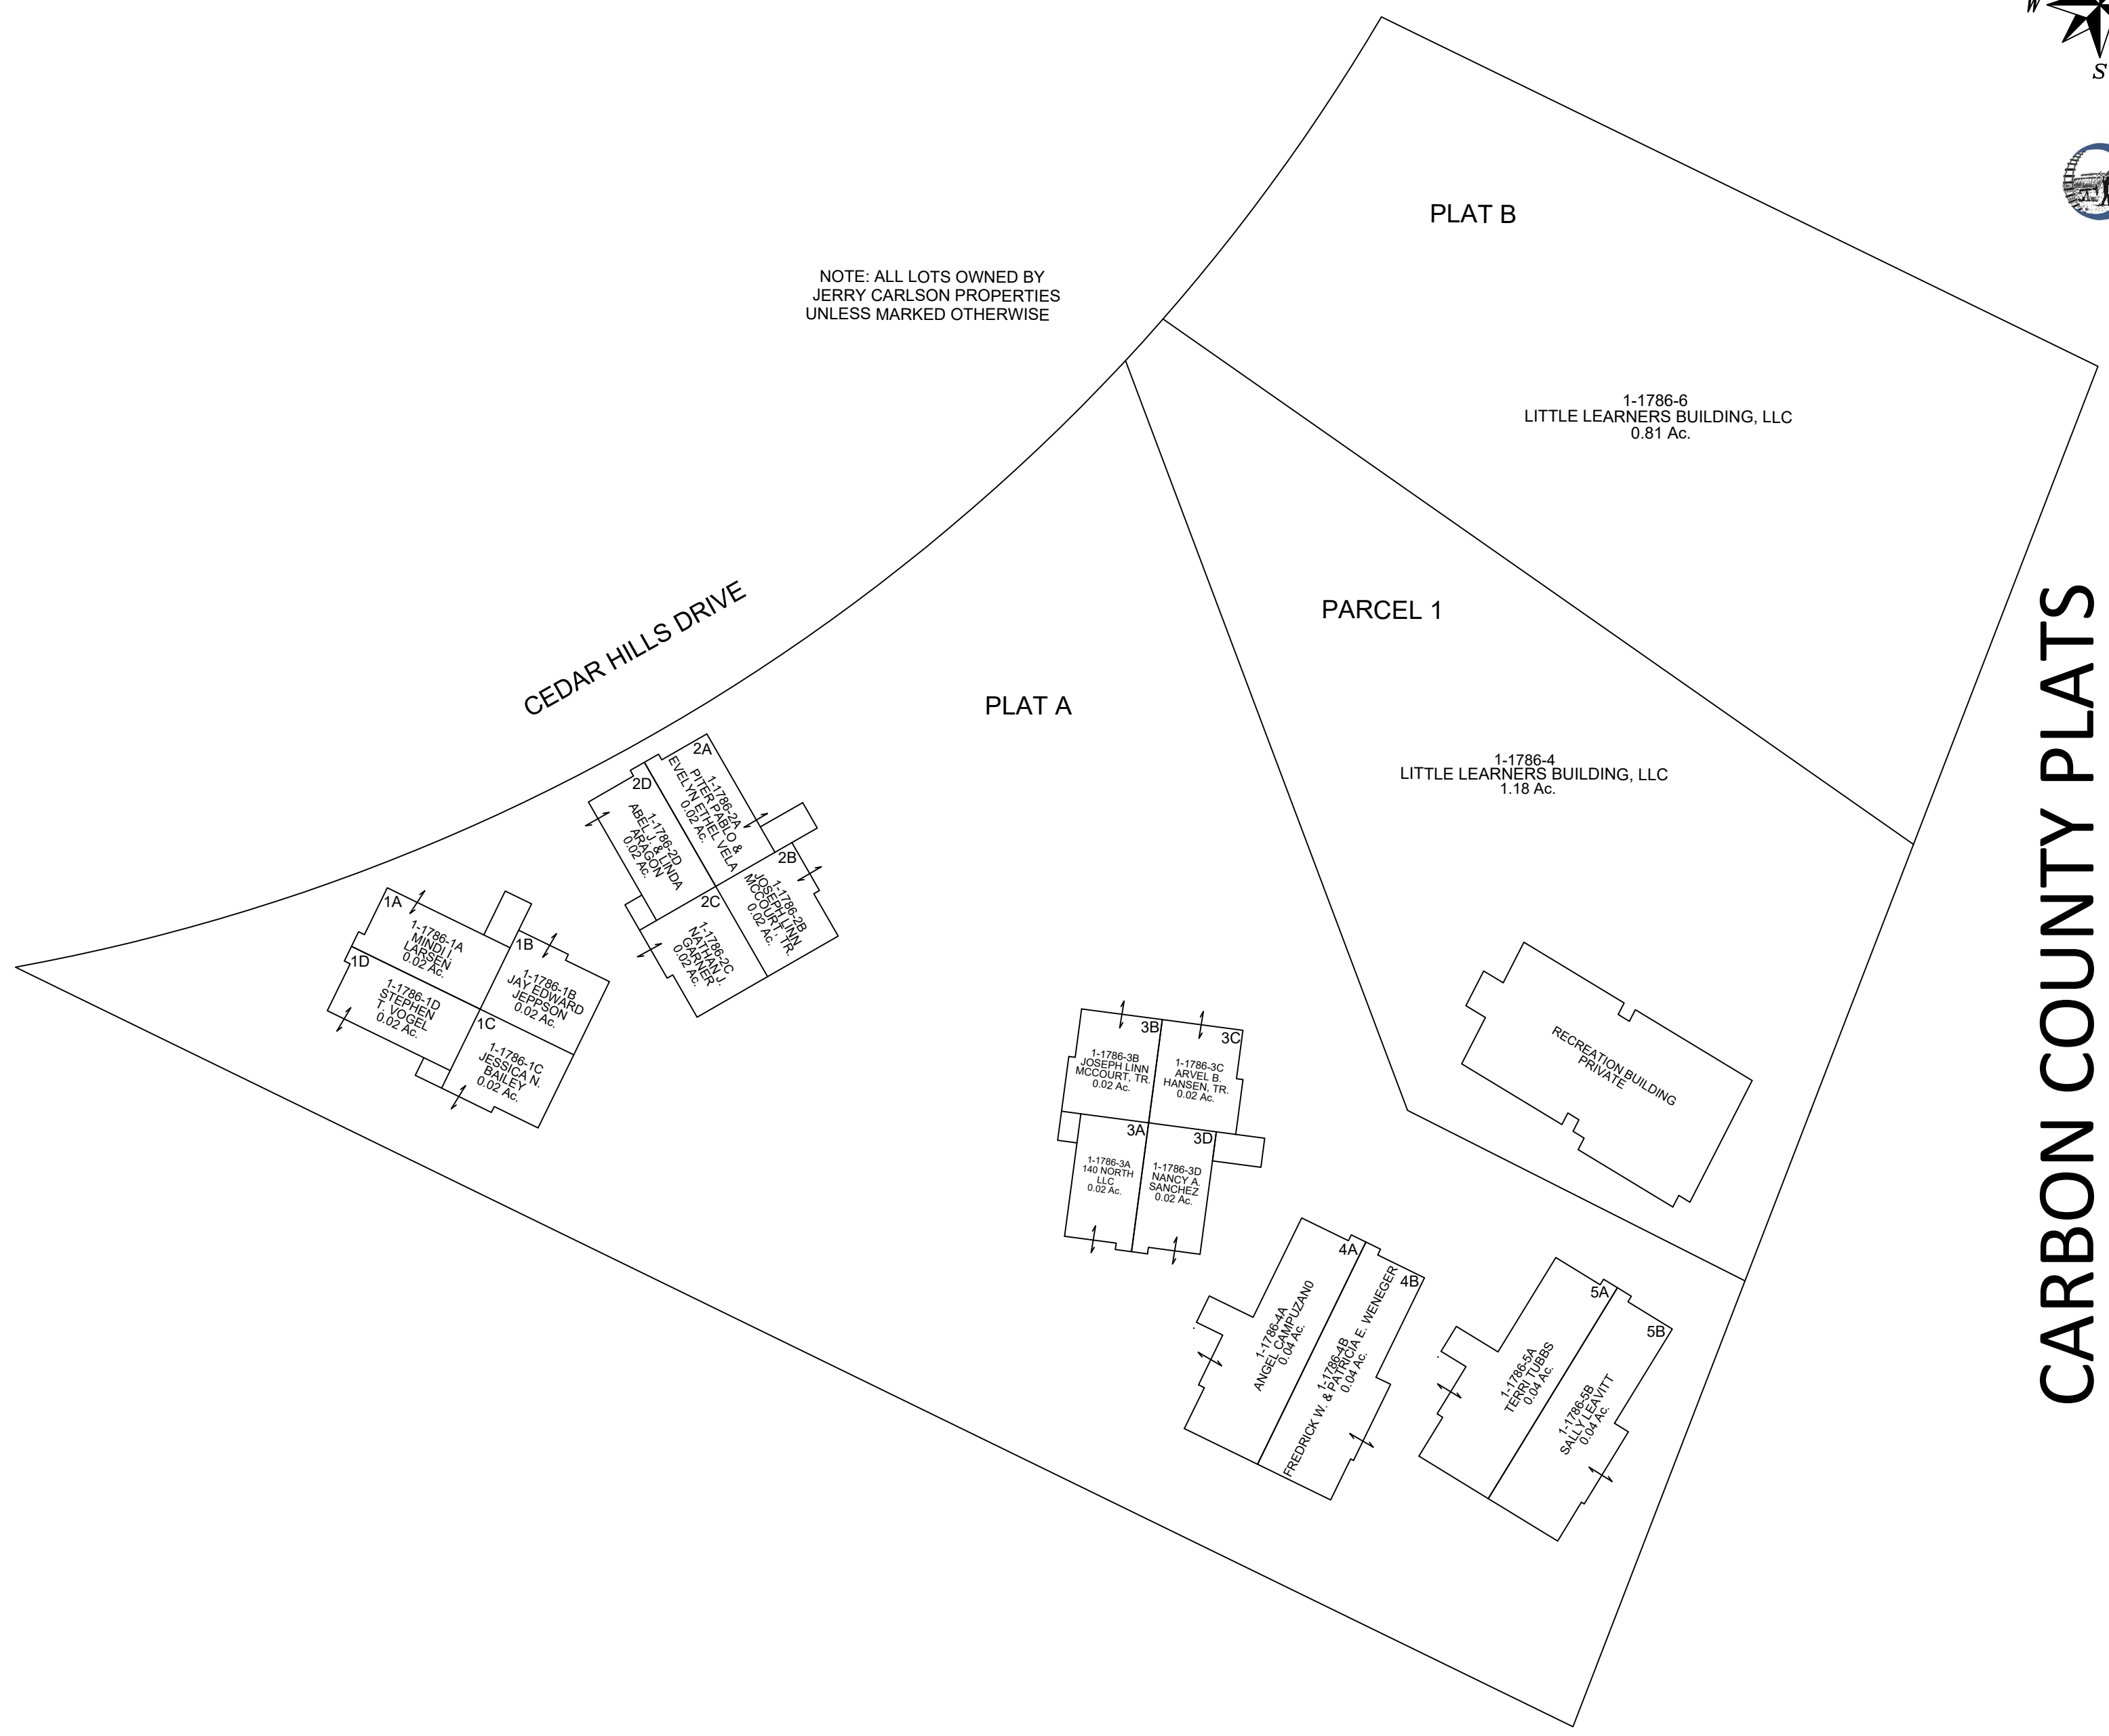 W
S
PLAT B
NOTE: ALL LOTS OWNED BY
JERRY CARLSON PROPERTIES
UNLESS MARKED OTHERWISE
1-1786-6
LITTLE LEARNERS BUILDING, LLC
0.81 Ac.
CEDAR HILLS DRIVE
PARCEL 1
PLAT A
1-1786-4
LITTLE LEARNERS BUILDING, LLC
1.18 Ac.
CARBON COUNTY PLATS
2A
1-1786-2A
PITER PABLO &
EVELYN ETHEL VELA
0.02 Ac.
2D
1-1786-2D
ABEL J. & LINDA
ARAGON
0.02 Ac.
2B
1-1786-2B
JOSEPH LINN
MCCOURT, TR.
0.02 Ac.
2C
1-1786-2C
NATHAN J.
GARNER
0.02 Ac.
1A
1-1786-1A
MINDI I.
LARSEN
0.02 Ac.
1B
1-1786-1B
JAY EDWARD
JEPPSON
0.02 Ac.
1D
1-1786-1D
STEPHEN
T. VOGEL
0.02 Ac.
1C
1-1786-1C
JESSICA N.
BAILEY
0.02 Ac.
3B
1-1786-3B
JOSEPH LINN
MCCOURT, TR.
0.02 Ac.
3C
1-1786-3C
ARVEL B.
HANSEN, TR.
0.02 Ac.
3A
1-1786-3A
140 NORTH
LLC
0.02 Ac.
3D
1-1786-3D
NANCY A.
SANCHEZ
0.02 Ac.
RECREATION BUILDING
PRIVATE
4A
1-1786-4A
ANGEL CAMPUZAN0
0.04 Ac.
4B
1-1786-4B
FREDRICK W. & PATRICIA E. WENEGER
0.04 Ac.
5A
1-1786-5A
TERRI TUBBS
0.04 Ac.
5B
1-1786-5B
SALLY LEAVITT
0.04 Ac.